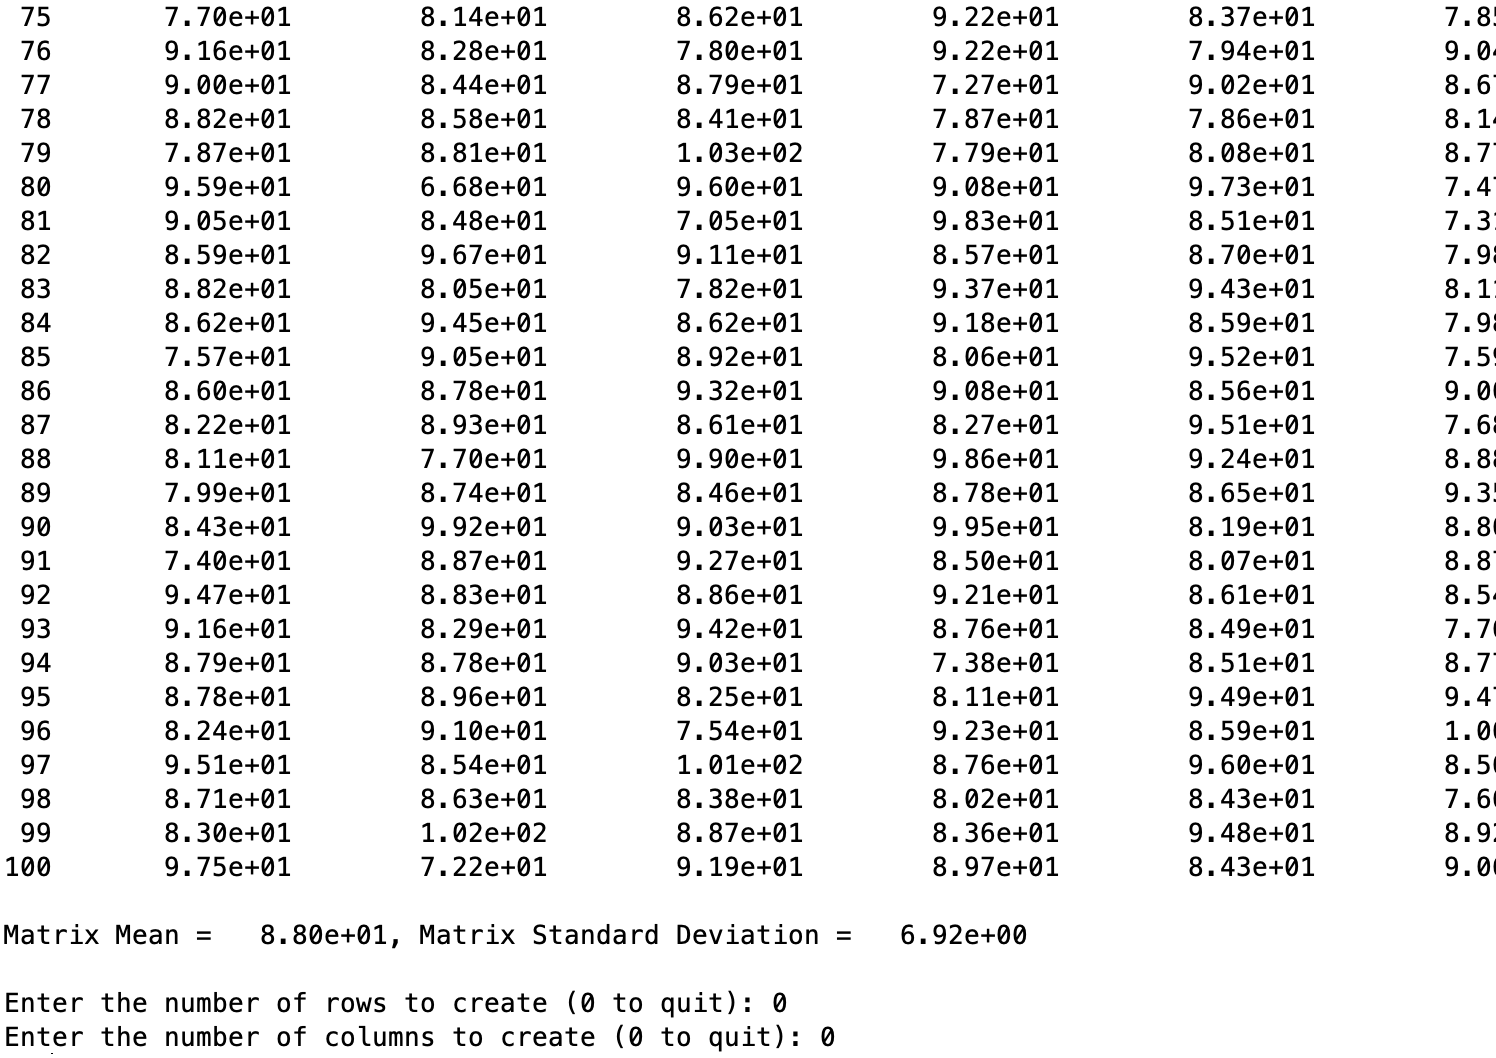 75 7.70e+01 8.14e+01 8.62e+01 9.22e+01 8.37e+01 7.8
76 9.16e+01 8.28e+01 7.80e+01 9.22e+01 7.94e+01 9.0
77 9.00e+01 8.44e+01 8.79e+01 7.27e+01 9.02e+01 8.6
78 8.82e+01 8.58e+01 8.41e+01 7.87e+01 7.86e+01 8.1
79 7.87e+01 8.81e+01 1.03e+02 7.79e+01 8.08e+01 8.7
80 9.59e+01 6.68e+01 9.60e+01 9.08e+01 9.73e+01 7.4
81 9.05e+01 8.48e+01 7.05e+01 9.83e+01 8.51e+01 7.3
82 8.59e+01 9.67e+01 9.11e+01 8.57e+01 8.70e+01 7.9
83 8.82e+01 8.05e+01 7.82e+01 9.37e+01 9.43e+01 8.1
84 8.62e+01 9.45e+01 8.62e+01 9.18e+01 8.59e+01 7.9
85 7.57e+01 9.05e+01 8.92e+01 8.06e+01 9.52e+01 7.5
86 8.60e+01 8.78e+01 9.32e+01 9.08e+01 8.56e+01 9.0
87 8.22e+01 8.93e+01 8.61e+01 8.27e+01 9.51e+01 7.6
88 8.11e+01 7.70e+01 9.90e+01 9.86e+01 9.24e+01 8.8
89 7.99e+01 8.74e+01 8.46e+01 8.78e+01 8.65e+01 9.3
90 8.43e+01 9.92e+01 9.03e+01 9.95e+01 8.19e+01 8.8
91 7.40e+01 8.87e+01 9.27e+01 8.50e+01 8.07e+01 8.8
92 9.47e+01 8.83e+01 8.86e+01 9.21e+01 8.61e+01 8.5
93 9.16e+01 8.29e+01 9.42e+01 8.76e+01 8.49e+01 7.7
94 8.79e+01 8.78e+01 9.03e+01 7.38e+01 8.51e+01 8.7
95 8.78e+01 8.96e+01 8.25e+01 8.11e+01 9.49e+01 9.4
96 8.24e+01 9.10e+01 7.54e+01 9.23e+01 8.59e+01 1.0
97 9.51e+01 8.54e+01 1.01e+02 8.76e+01 9.60e+01 8.5
98 8.71e+01 8.63e+01 8.38e+01 8.02e+01 8.43e+01 7.6
99 8.30e+01 1.02e+02 8.87e+01 8.36e+01 9.48e+01 8.9
100 9.75e+01 7.22e+01 9.19e+01 8.97e+01 8.43e+01 9.0
Matrix Mean = 8.80e+01, Matrix Standard Deviation = 6.92e+00
Enter the number of rows to create (0 to quit): 0
Enter the number of columns to create (0 to quit): 0